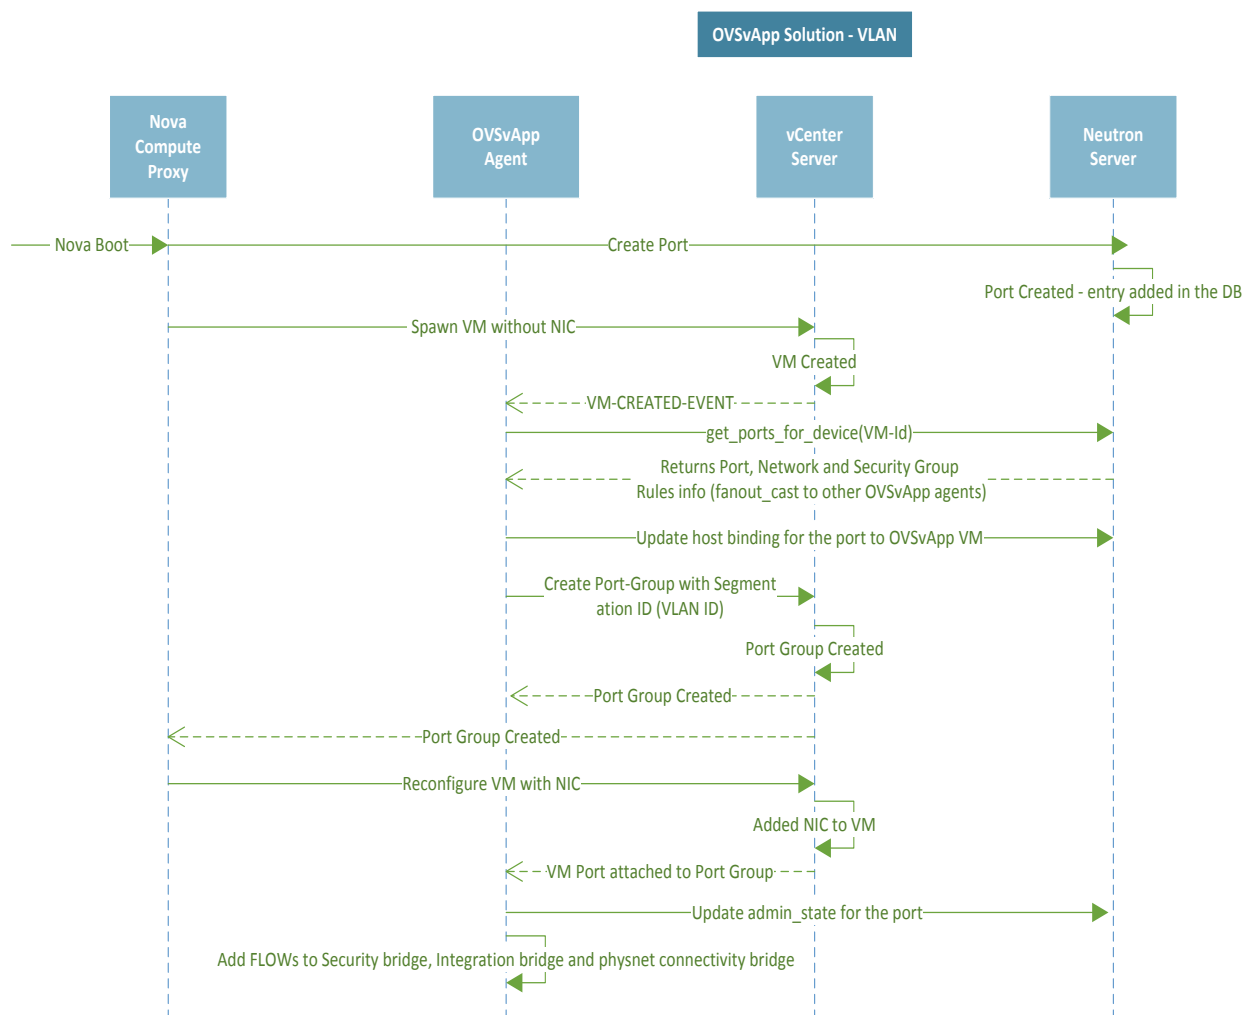 OVSvApp Solution - VLAN
Nova
Compute
Proxy
OVSvApp
Agent
vCenter
Server
Neutron
Server
Nova Boot
Create Port
Port Created - entry added in the DB
Spawn VM without NIC
VM Created
VM-CREATED-EVENT
get_ports_for_device(VM-Id)
Returns Port, Network and Security Group
Rules info (fanout_cast to other OVSvApp agents)
Update host binding for the port to OVSvApp VM
Create Port-Group with Segment
ation ID (VLAN ID)
Port Group Created
Port Group Created
Port Group Created
Reconfigure VM with NIC
Added NIC to VM
VM Port attached to Port Group
Update admin_state for the port
Add FLOWs to Security bridge, Integration bridge and physnet connectivity bridge